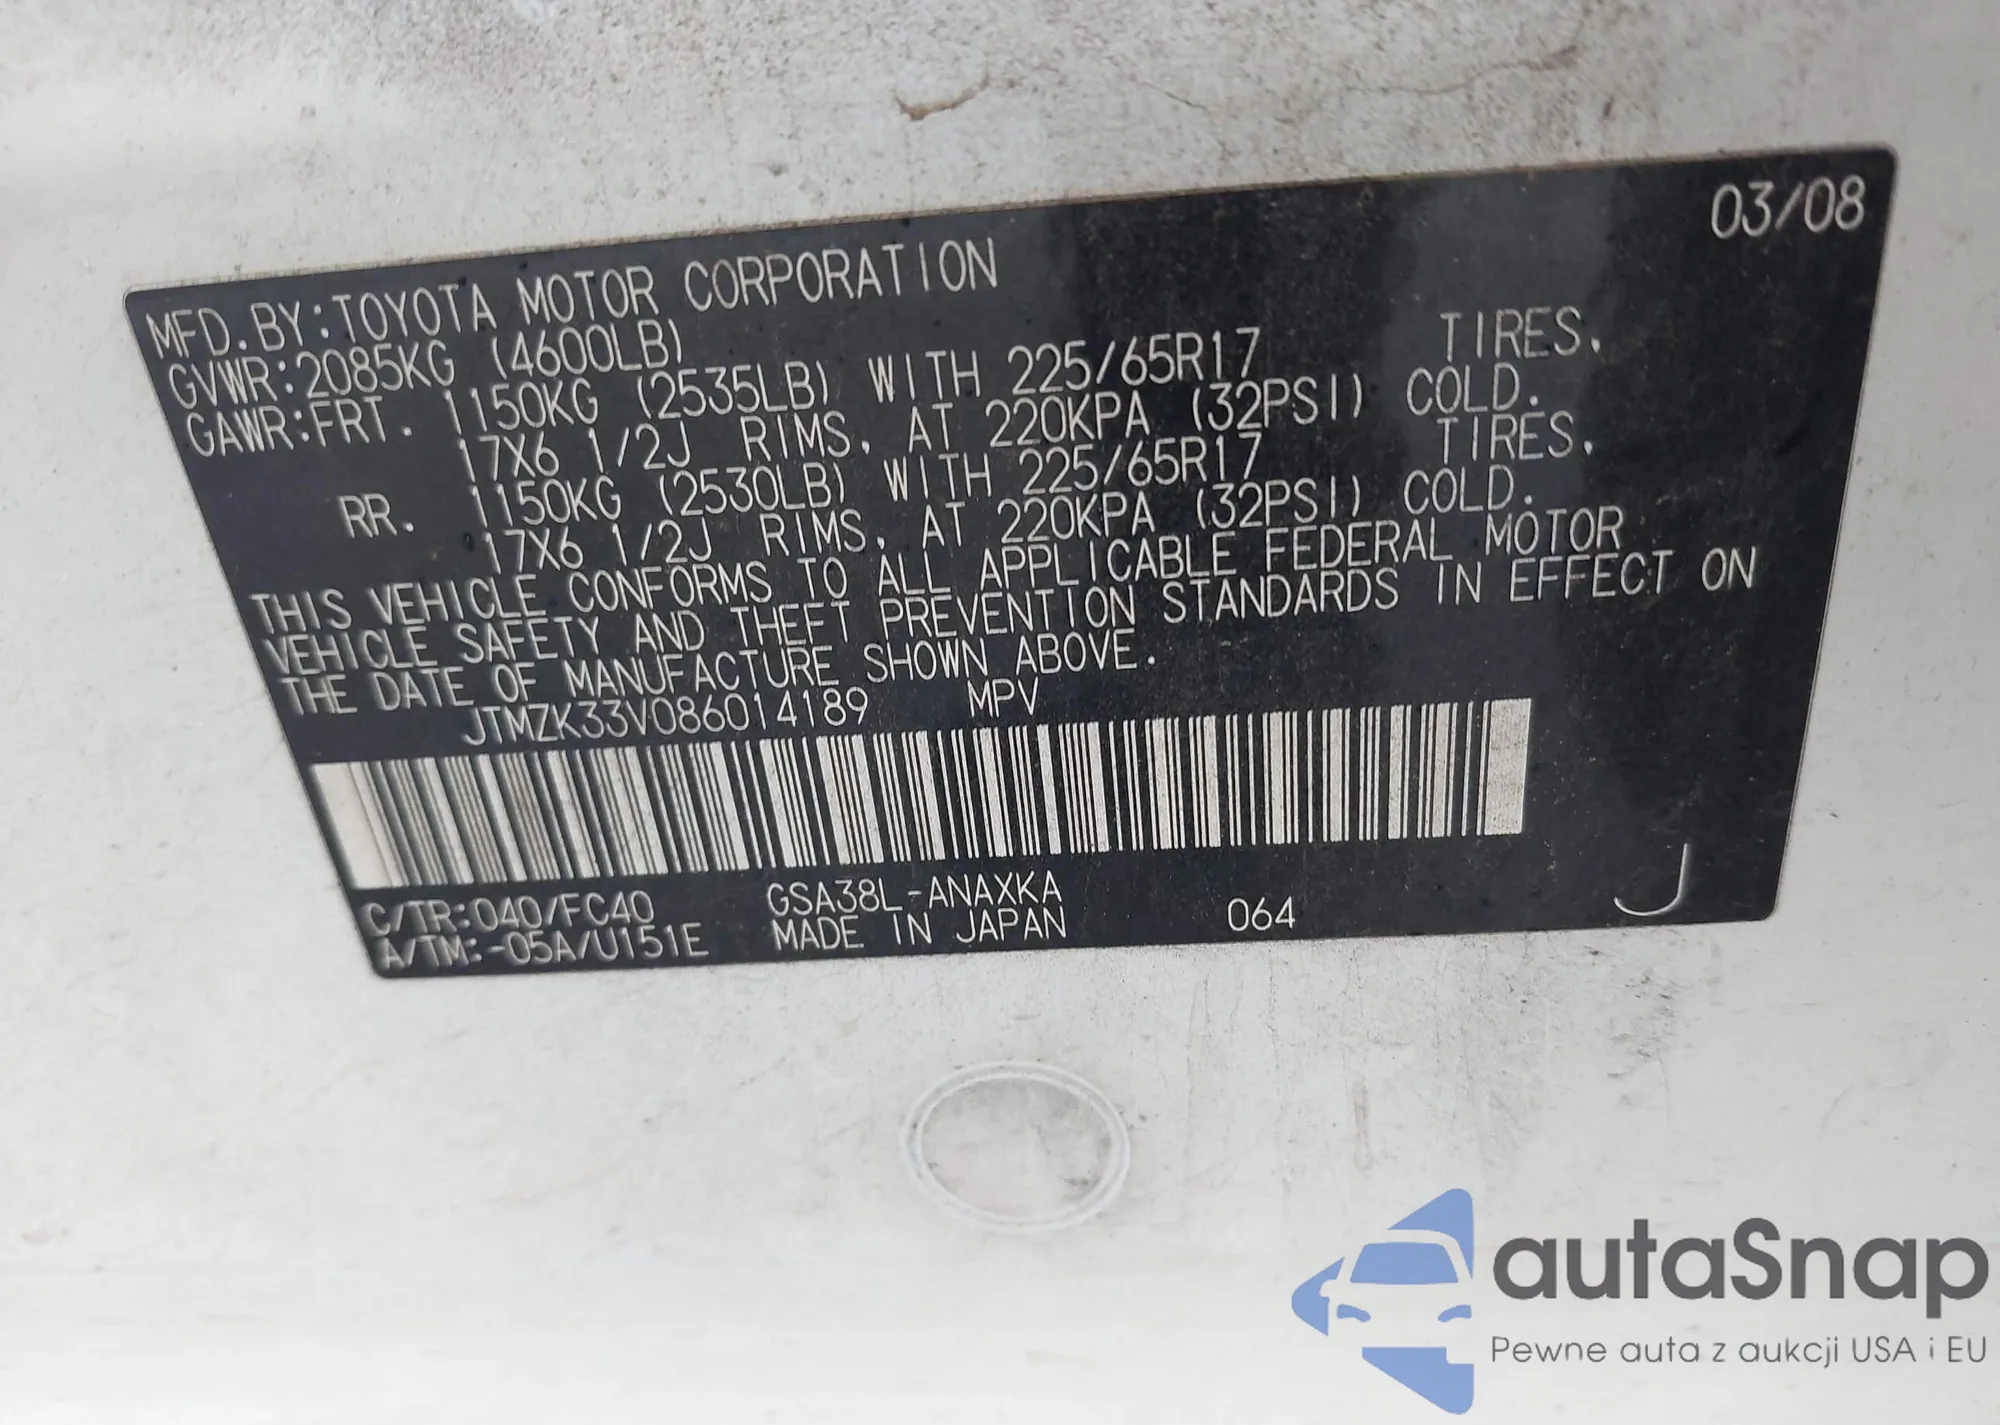 03/08
MFD.BY:TOYOTA MOTOR CORPORATION
GVWR:2085KG (4600LB)
GAWR:FRT. 1150KG (2535LB) WITH 225/65R17 TIRES,
17X6 1/2J RIMS, AT 220KPA (32PSI) COLD.
RR. 1150KG (2530LB) WITH 225/65R17 TIRES,
17X6 1/2J RIMS, AT 220KPA (32PSI) COLD.
THIS VEHICLE CONFORMS TO ALL APPLICABLE FEDERAL MOTOR
VEHICLE SAFETY AND THEFT PREVENTION STANDARDS IN EFFECT ON
THE DATE OF MANUFACTURE SHOWN ABOVE.
JTMZK33V086014189 MPV
C/TR:040/FC40 GSA38L-ANAXKA
A/TM:-05A/U151E MADE IN JAPAN 064 J
autaSnap
Pewne auta z aukcji USA i EU